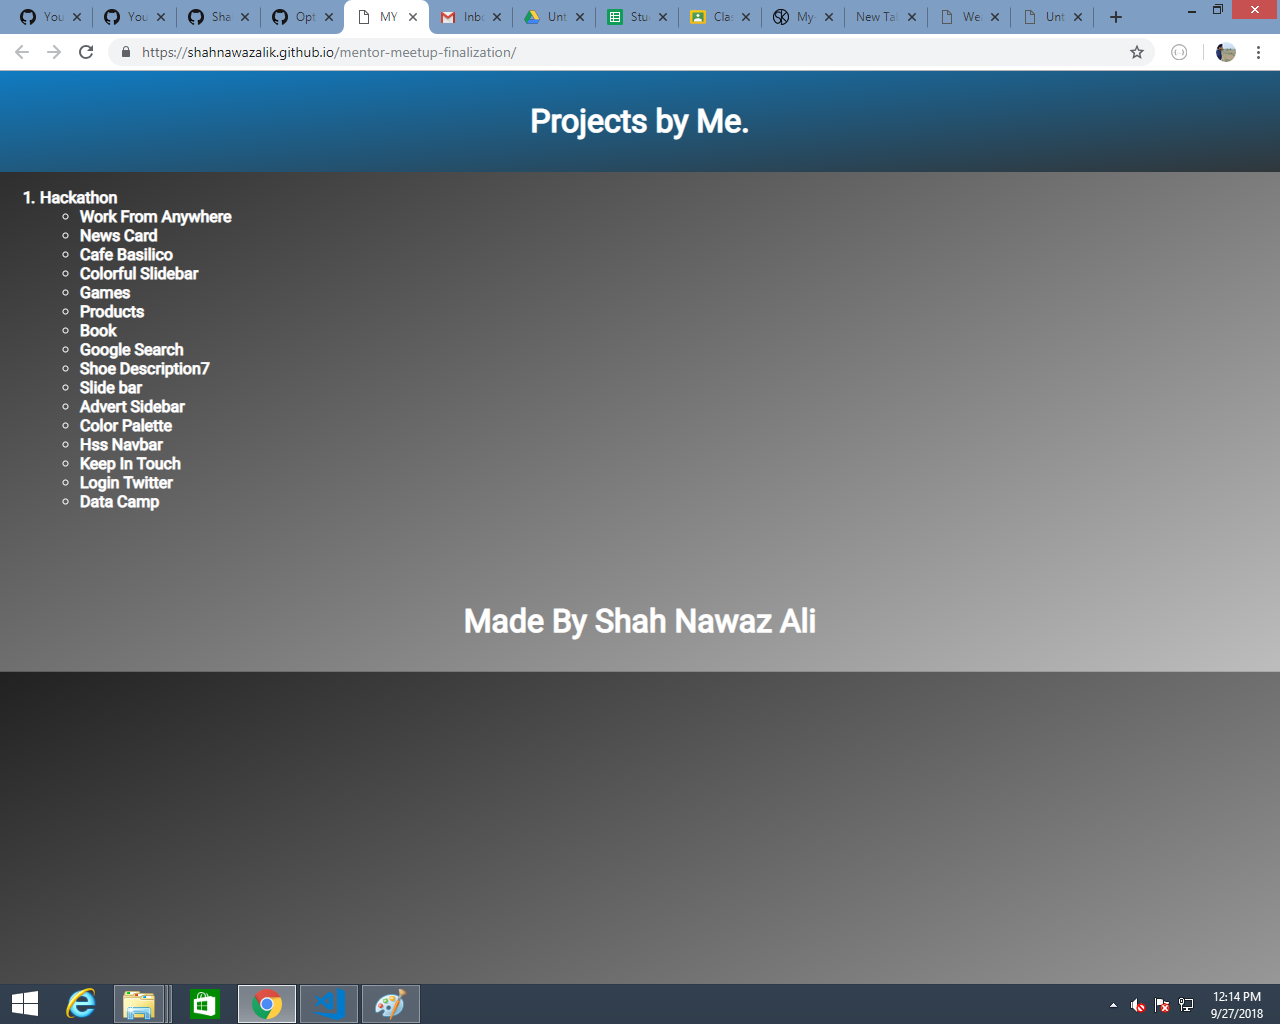 You
You
Sha
Opt
MY
Inbo
Unt
Stu
Clas
My
New Tab
We
Unt
https://shahnawazalik.github.io/mentor-meetup-finalization/
Projects by Me.
1. Hackathon
Work From Anywhere
News Card
Cafe Basilico
Colorful Slidebar
Games
Products
Book
Google Search
Shoe Description7
Slide bar
Advert Sidebar
Color Palette
Hss Navbar
Keep In Touch
Login Twitter
Data Camp
Made By Shah Nawaz Ali
12:14 PM
9/27/2018